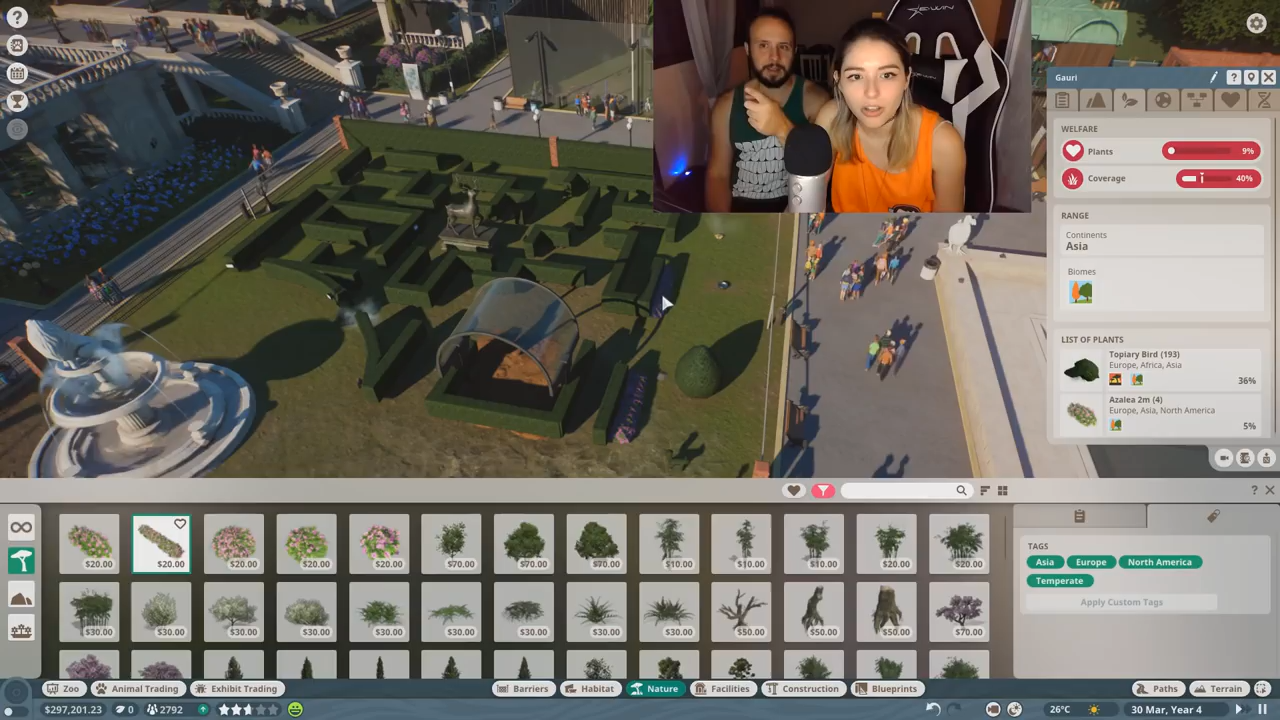 Gauri
WELFARE
Plants 9%
Coverage 40%
RANGE
Continents
Asia
Biomes
LIST OF PLANTS
Topiary Bird (193)
Europe, Africa, Asia
36%
Azalea 2m (4)
Europe, Asia, North America
5%
$20.00 $20.00 $20.00 $20.00 $20.00 $70.00 $70.00 $70.00 $10.00 $10.00 $10.00 $20.00 $20.00
$30.00 $30.00 $30.00 $30.00 $30.00 $30.00 $30.00 $30.00 $30.00 $50.00 $50.00 $50.00 $70.00
TAGS
Asia Europe North America
Temperate
Apply Custom Tags
Zoo Animal Trading Exhibit Trading Barriers Habitat Nature Facilities Construction Blueprints Paths Terrain
$297,201.23 0 2792 26°C 30 Mar, Year 4